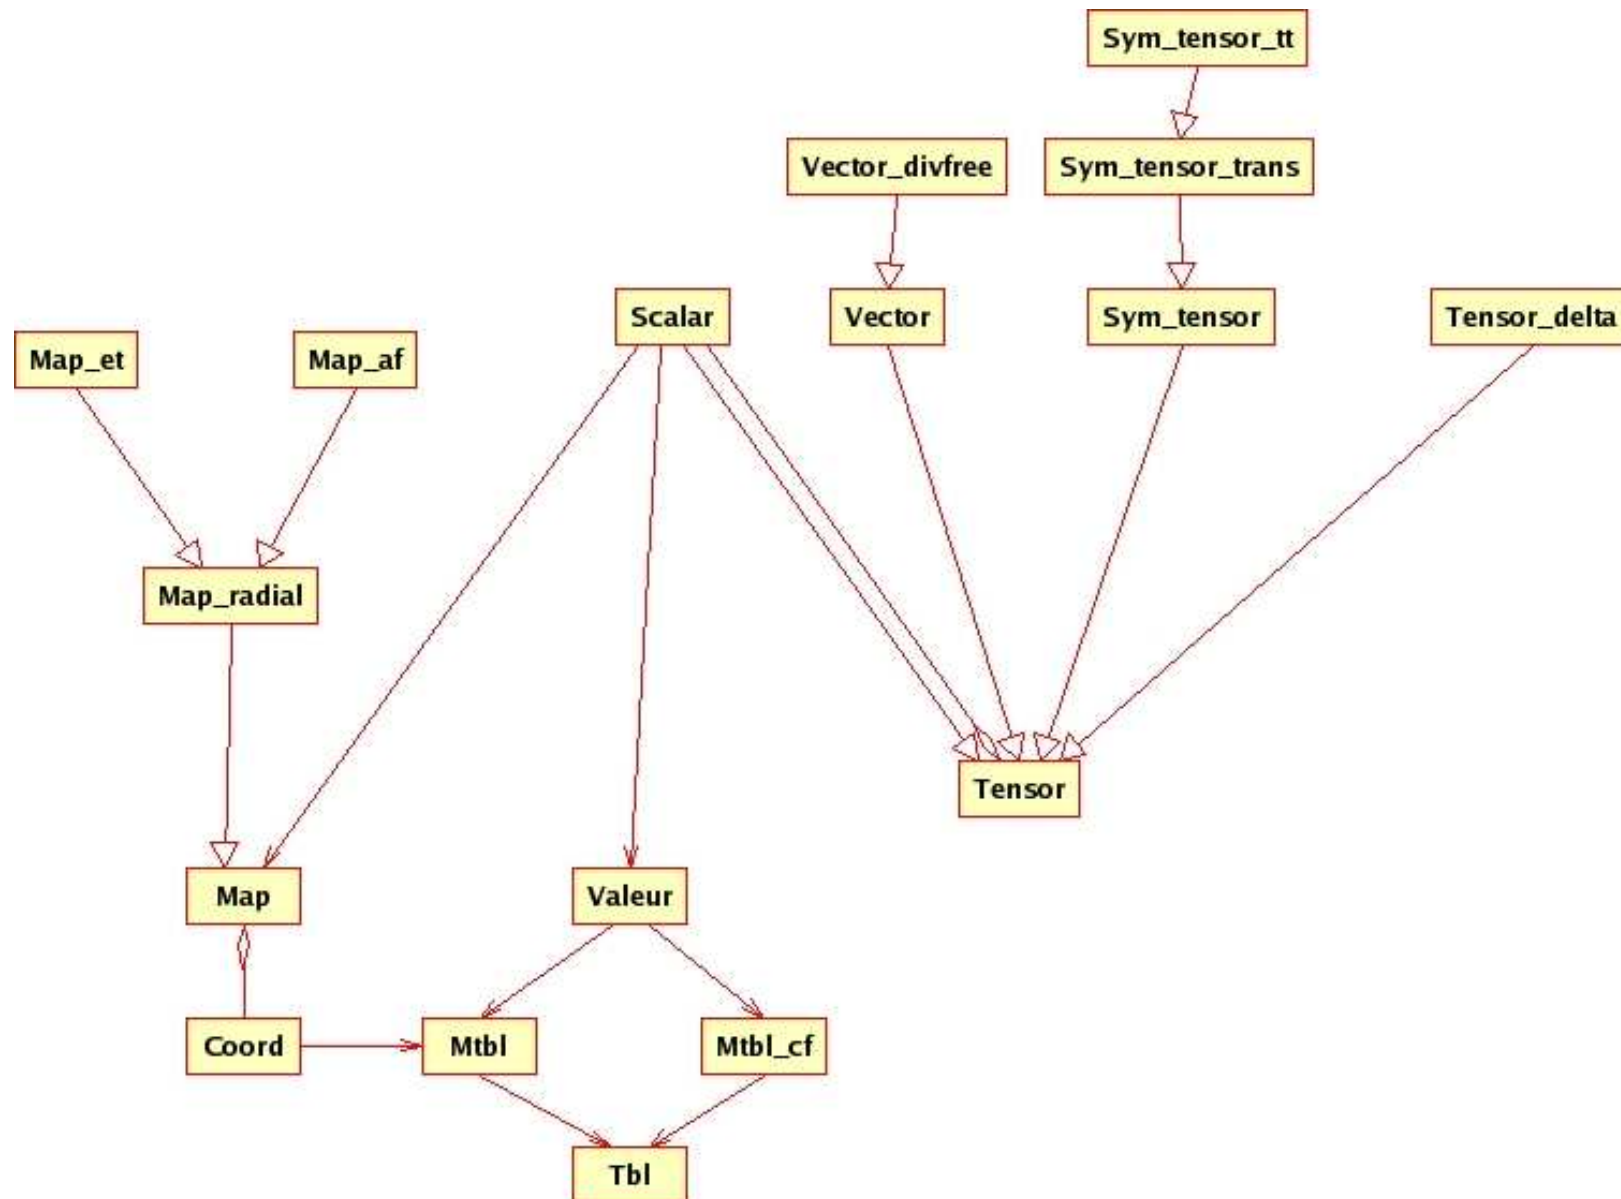 Sym_tensor_tt
Vector_divfree
Sym_tensor_trans
Scalar
Vector
Sym_tensor
Tensor_delta
Map_et
Map_af
Map_radial
Tensor
Map
Valeur
Coord
Mtbl
Mtbl_cf
Tbl